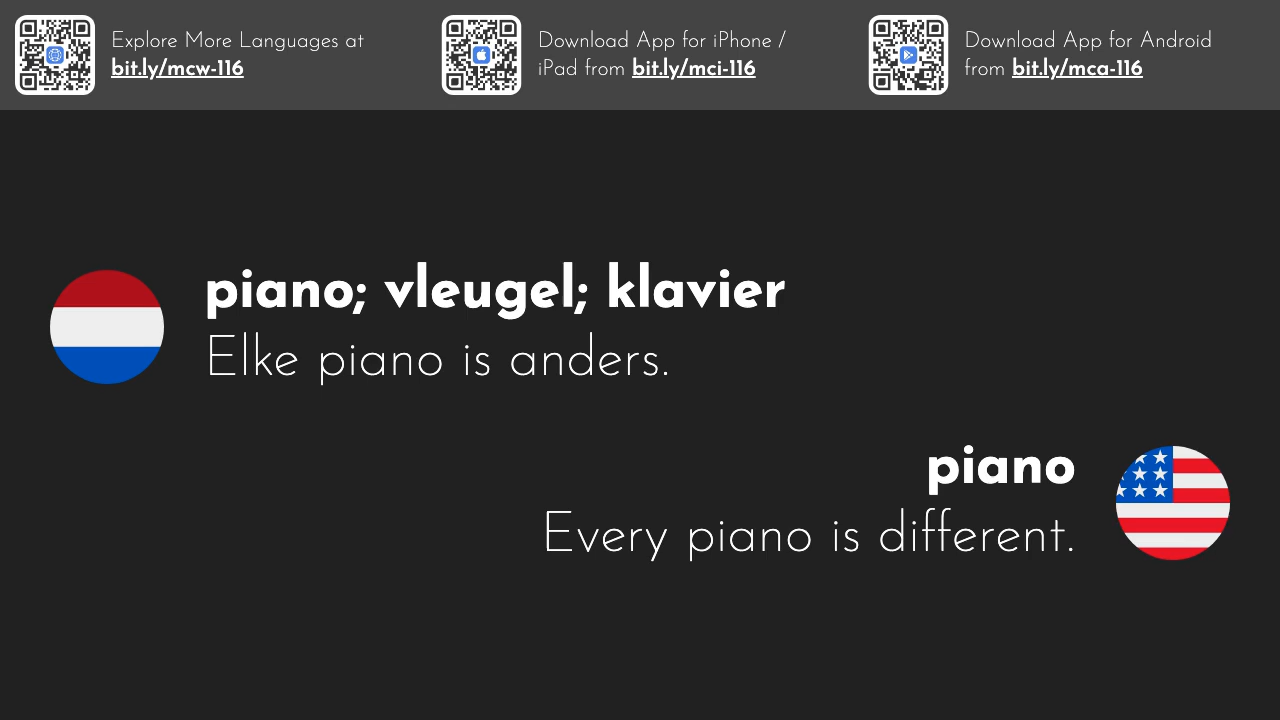 Explore More Languages at
bit.ly/mcw-116
Download App for iPhone /
iPad from bit.ly/mci-116
Download App for Android
from bit.ly/mca-116
piano; vleugel; klavier
Elke piano is anders.
piano
Every piano is different.